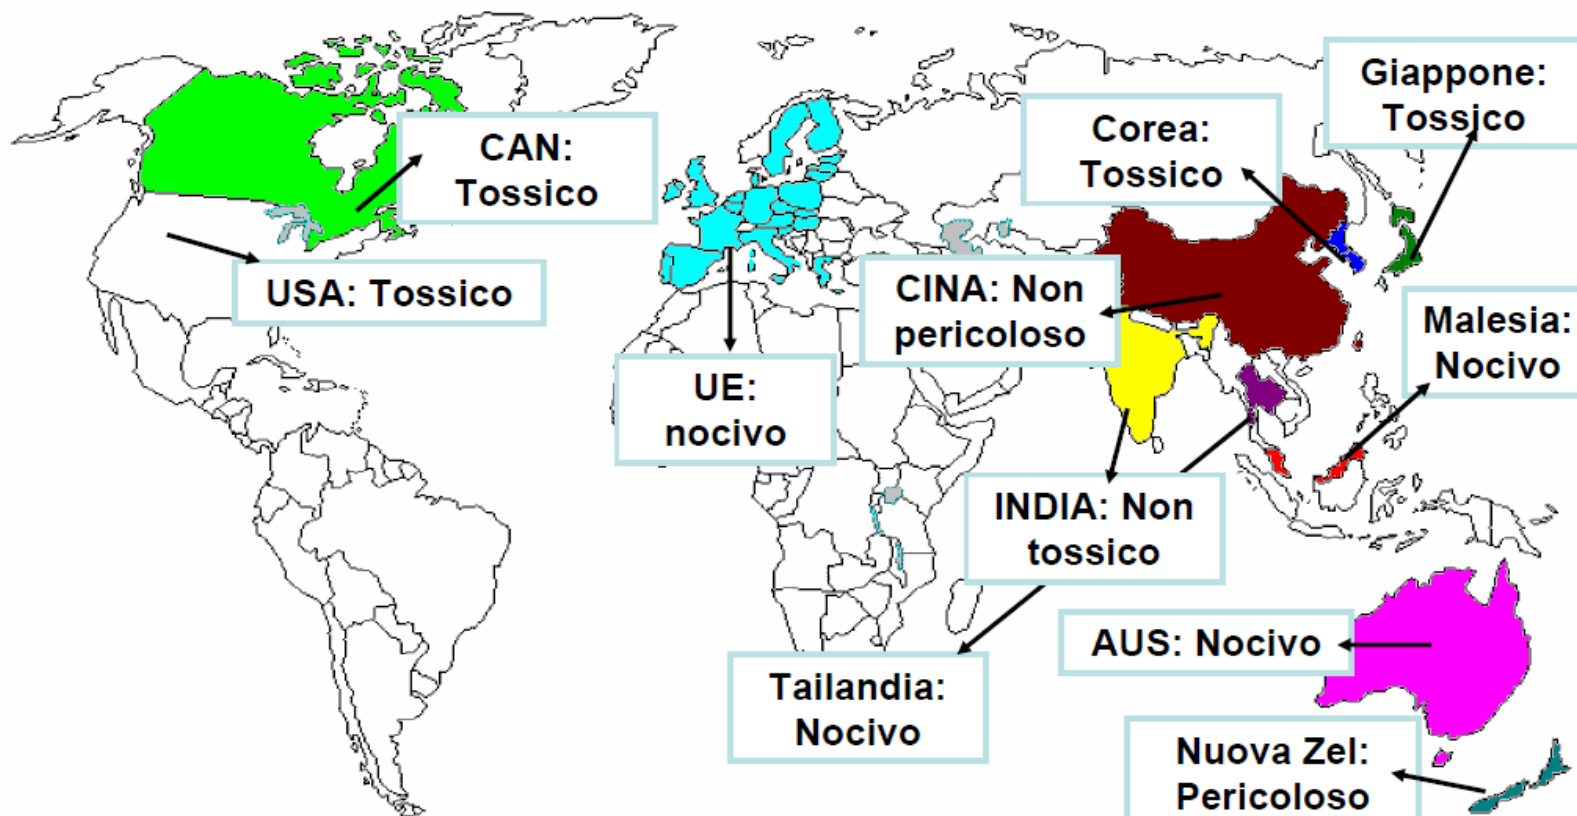 Giappone:
Tossico
CAN:
Tossico
Corea:
Tossico
USA: Tossico
CINA: Non
pericoloso
Malesia:
Nocivo
UE:
nocivo
INDIA: Non
tossico
AUS: Nocivo
Tailandia:
Nocivo
Nuova Zel:
Pericoloso